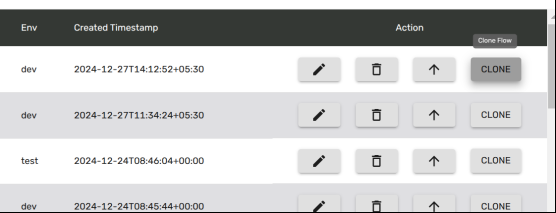 Env Created Timestamp Action
Clone Flow
dev 2024-12-27T14:12:52+05:30 CLONE
dev 2024-12-27T11:34:24+05:30 CLONE
test 2024-12-24T08:46:04+00:00 CLONE
dev 2024-12-24T08:45:44+00:00 CLONE